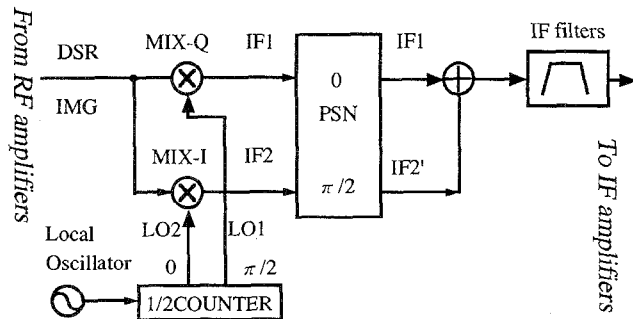 From RF amplifiers
DSR
IMG
MIX-Q
IF1
MIX-I
IF2
LO2
LO1
0
π/2
Local
Oscillator
1/2COUNTER
0
PSN
π/2
IF1
IF2'
IF filters
To IF amplifiers